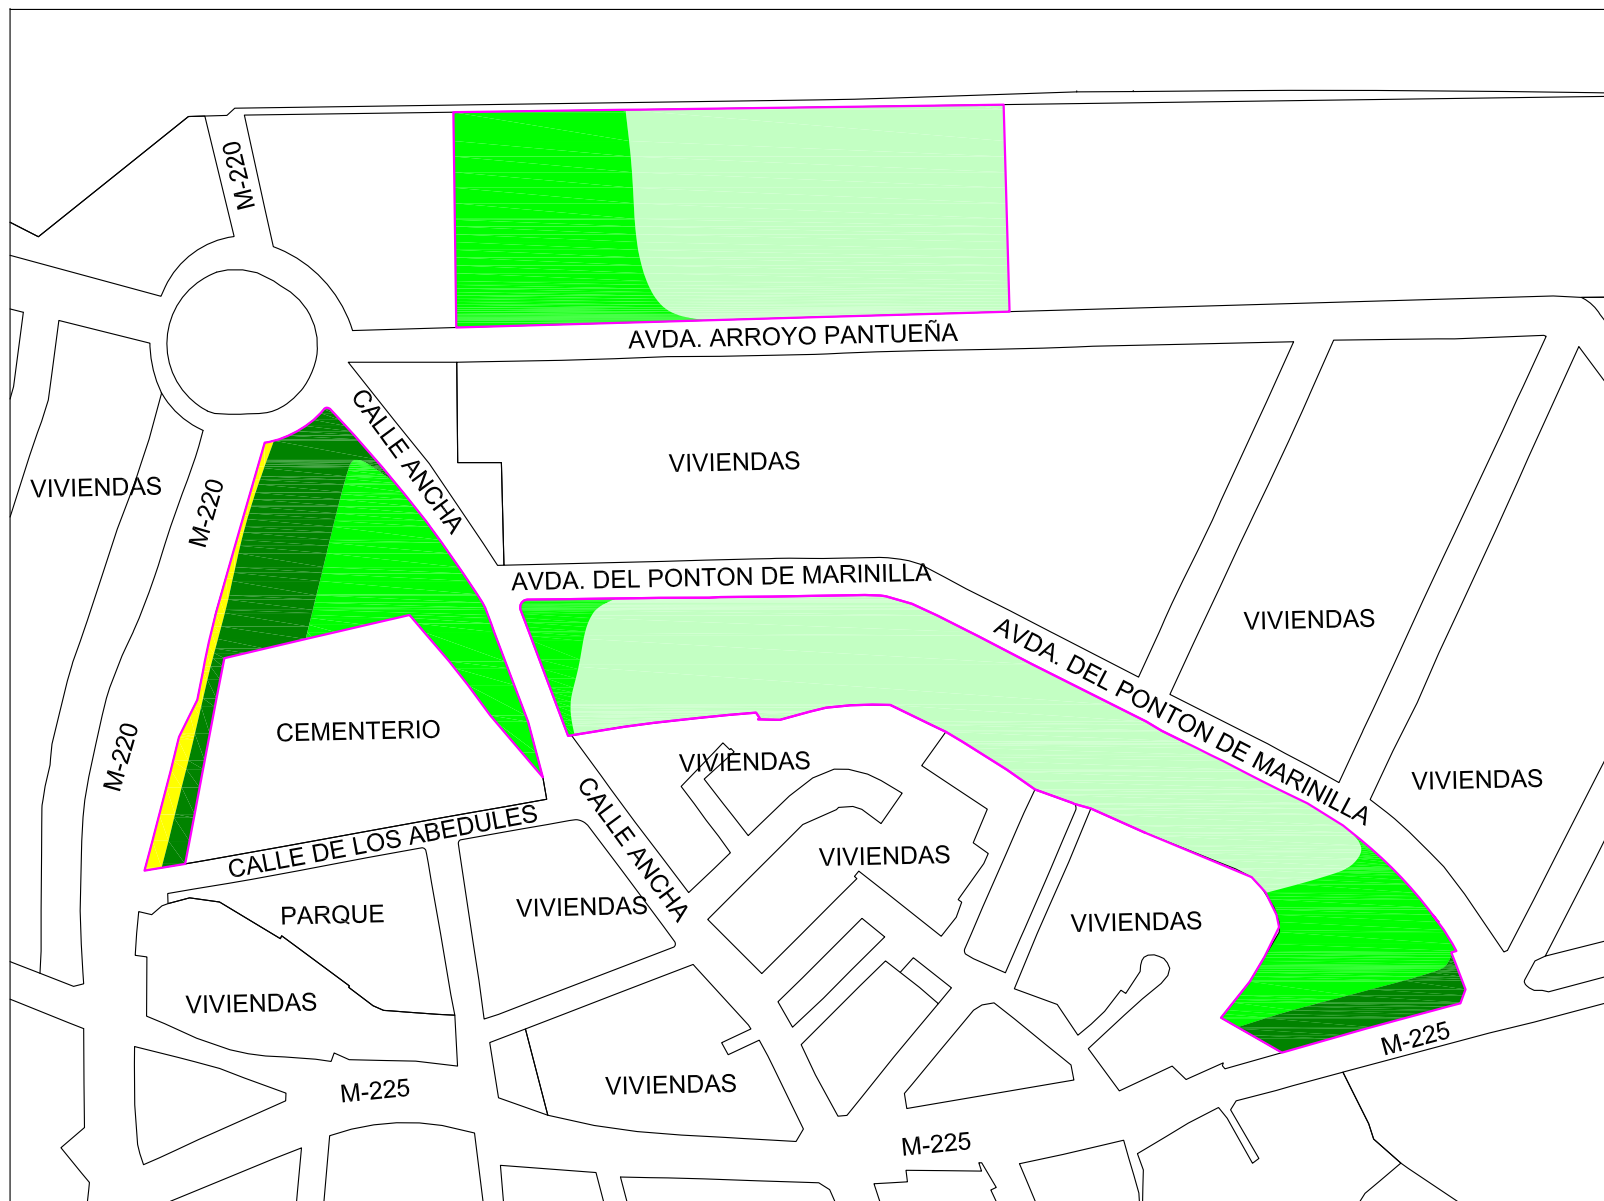 M-220
AVDA. ARROYO PANTUEÑA
CALLE ANCHA
VIVIENDAS
VIVIENDAS
M-220
AVDA. DEL PONTON DE MARINILLA
VIVIENDAS
AVDA. DEL PONTON DE MARINILLA
CEMENTERIO
M-220
VIVIENDAS
VIVIENDAS
CALLE ANCHA
CALLE DE LOS ABEDULES
VIVIENDAS
PARQUE
VIVIENDAS
VIVIENDAS
VIVIENDAS
M-225
M-225
VIVIENDAS
M-225